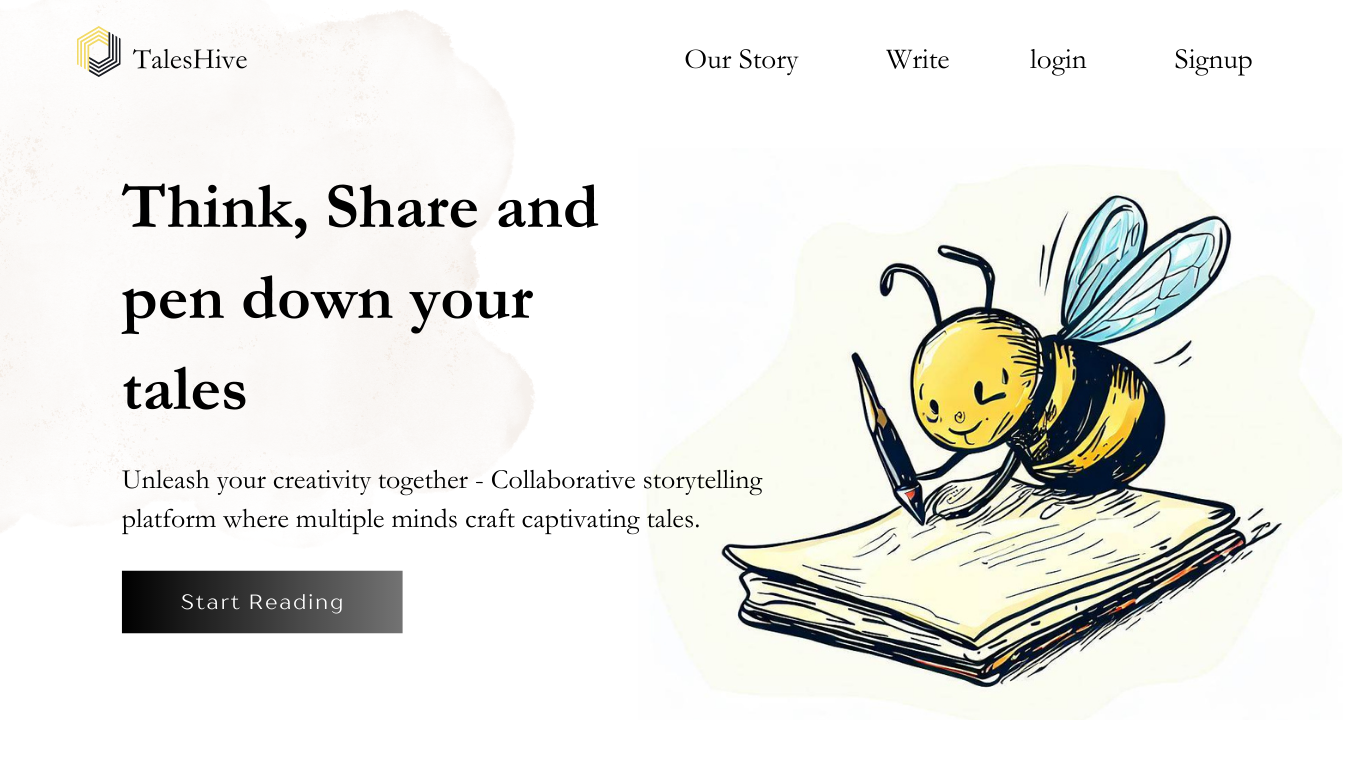 TalesHive
Our Story
Write
login
Signup
Think, Share and
pen down your
tales
Unleash your creativity together - Collaborative storytelling
platform where multiple minds craft captivating tales.
Start Reading